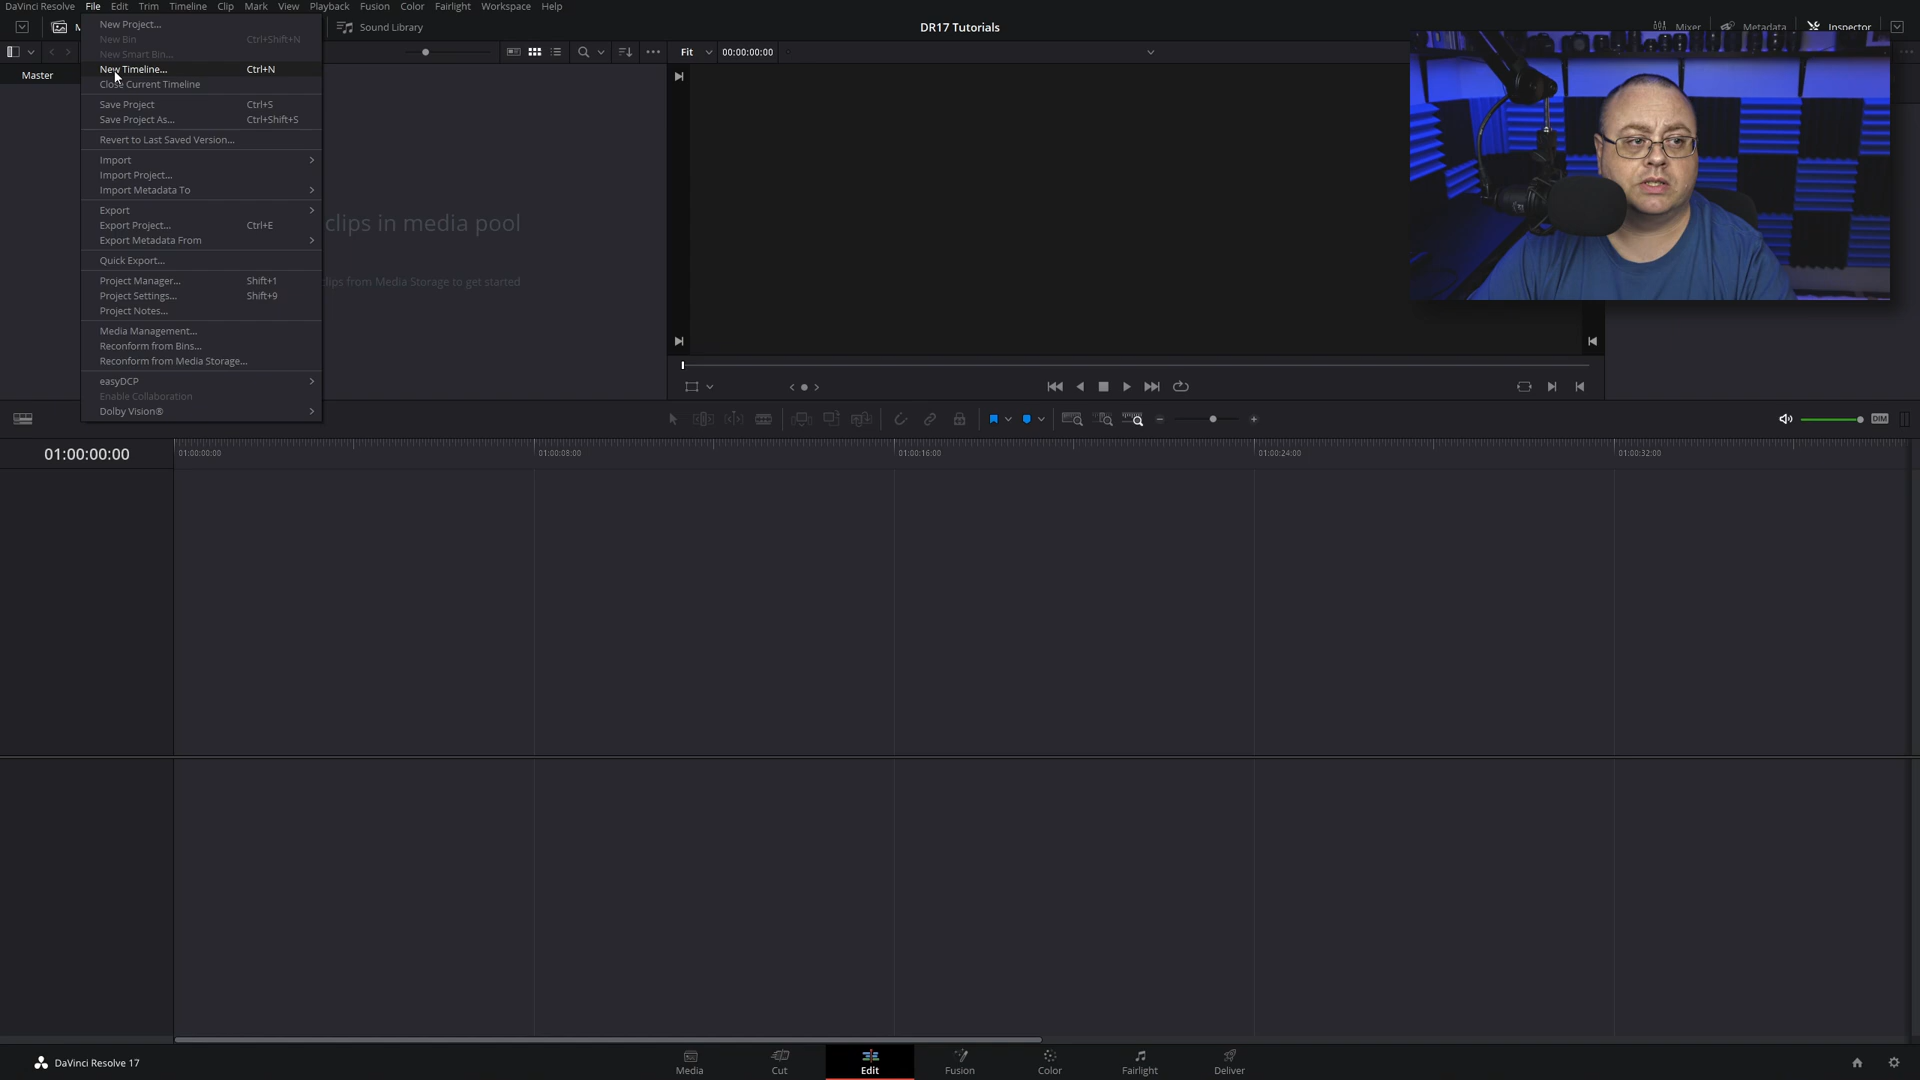 DaVinci Resolve File Edit Trim Timeline Clip Mark View Playback Fusion Color Fairlight Workspace Help
Sound Library
DR17 Tutorials
Mixer Metadata Inspector
Fit 00:00:00:00
Master
New Project...
New Bin Ctrl+Shift+N
New Smart Bin...
New Timeline... Ctrl+N
Close Current Timeline
Save Project Ctrl+S
Save Project As... Ctrl+Shift+S
Revert to Last Saved Version...
Import
Import Project...
Import Metadata To
Export
Export Project... Ctrl+E
Export Metadata From
Quick Export...
Project Manager... Shift+1
Project Settings... Shift+9
Project Notes...
Media Management...
Reconform from Bins...
Reconform from Media Storage...
easyDCP
Enable Collaboration
Dolby Vision®
clips in media pool
clips from Media Storage to get started
DIM
01:00:00:00
01:00:00:00 01:00:08:00 01:00:16:00 01:00:24:00 01:00:32:00
DaVinci Resolve 17
Media Cut Edit Fusion Color Fairlight Deliver